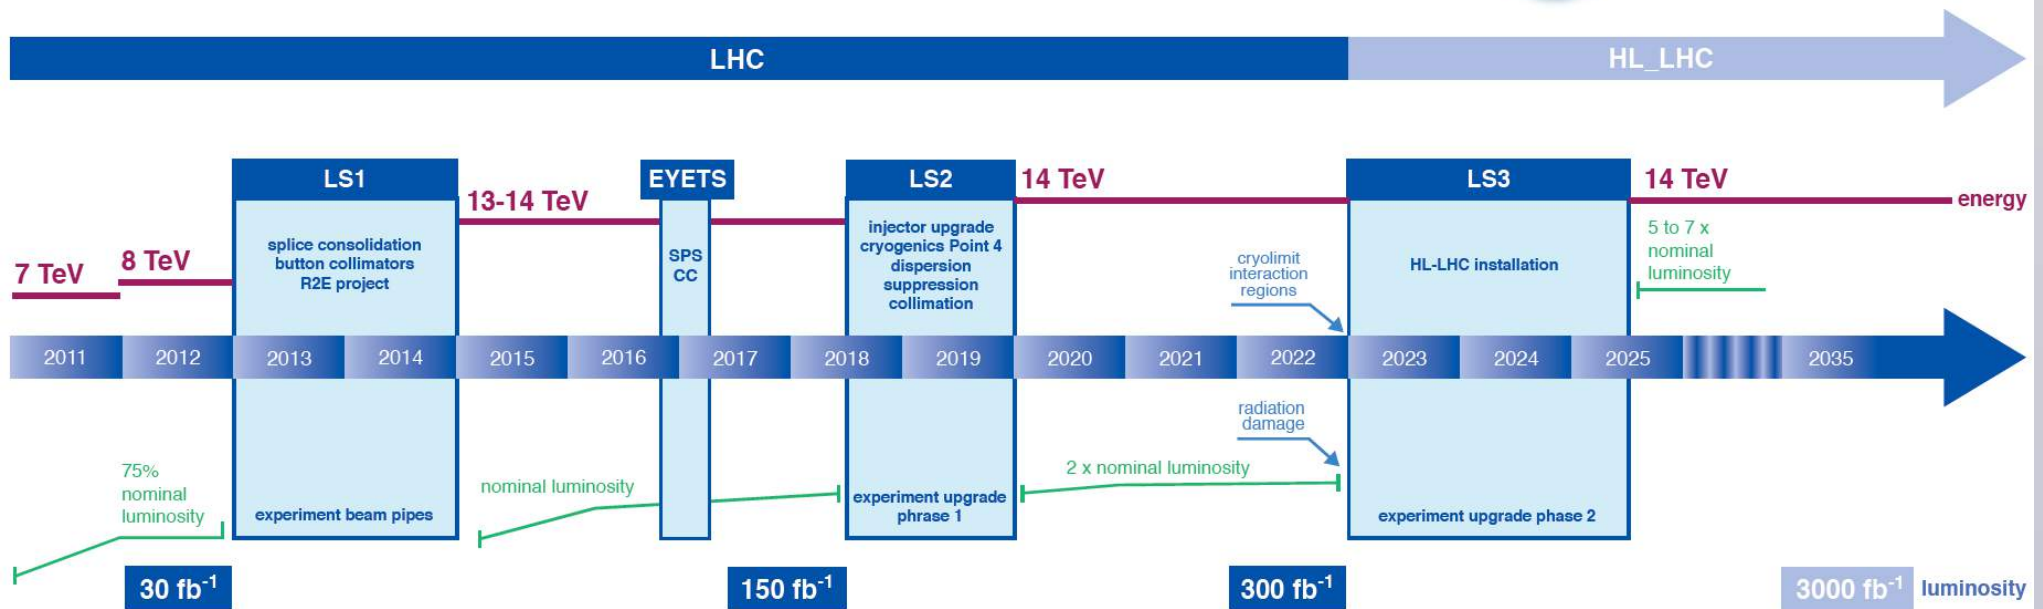 LHC
HL_LHC
LS1
EYETS
LS2
LS3
7 TeV
8 TeV
13-14 TeV
14 TeV
14 TeV
energy
splice consolidation
button collimators
R2E project
SPS
CC
injector upgrade
cryogenics Point 4
dispersion
suppression
collimation
cryolimit
interaction
regions
HL-LHC installation
5 to 7 x
nominal
luminosity
2011
2012
2013
2014
2015
2016
2017
2018
2019
2020
2021
2022
2023
2024
2025
2035
75%
nominal
luminosity
experiment beam pipes
nominal luminosity
experiment upgrade
phrase 1
2 x nominal luminosity
radiation
damage
experiment upgrade phase 2
30 fb⁻¹
150 fb⁻¹
300 fb⁻¹
3000 fb⁻¹
luminosity